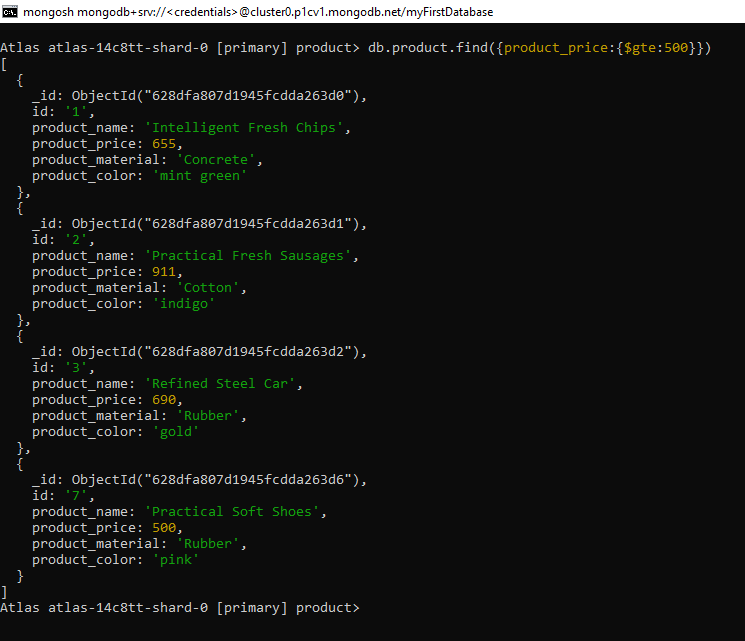 mongosh mongodb+srv://<credentials>@cluster0.p1cv1.mongodb.net/myFirstDatabase
Atlas atlas-14c8tt-shard-0 [primary] product> db.product.find({product_price:{$gte:500}})
[
  {
    _id: ObjectId("628dfa807d1945fcdda263d0"),
    id: '1',
    product_name: 'Intelligent Fresh Chips',
    product_price: 655,
    product_material: 'Concrete',
    product_color: 'mint green'
  },
  {
    _id: ObjectId("628dfa807d1945fcdda263d1"),
    id: '2',
    product_name: 'Practical Fresh Sausages',
    product_price: 911,
    product_material: 'Cotton',
    product_color: 'indigo'
  },
  {
    _id: ObjectId("628dfa807d1945fcdda263d2"),
    id: '3',
    product_name: 'Refined Steel Car',
    product_price: 690,
    product_material: 'Rubber',
    product_color: 'gold'
  },
  {
    _id: ObjectId("628dfa807d1945fcdda263d6"),
    id: '7',
    product_name: 'Practical Soft Shoes',
    product_price: 500,
    product_material: 'Rubber',
    product_color: 'pink'
  }
]
Atlas atlas-14c8tt-shard-0 [primary] product>